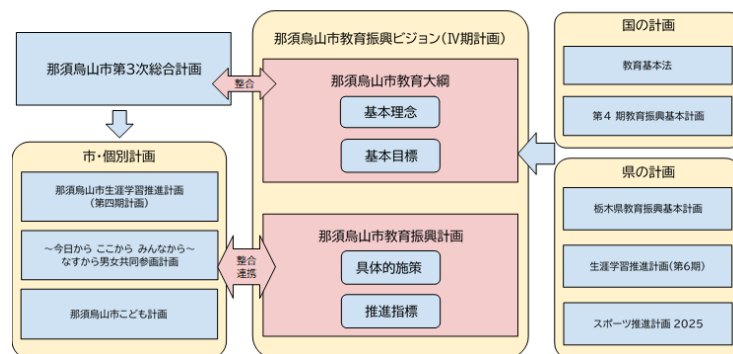 那須烏山市第3次総合計画
市・個別計画
那須烏山市生涯学習推進計画
(第四期計画)
～今日から ここから みんなから～
なすから男女共同参画計画
那須烏山市こども計画
整合
整合
連携
那須烏山市教育振興ビジョン(Ⅳ期計画)
那須烏山市教育大綱
基本理念
基本目標
那須烏山市教育振興計画
具体的施策
推進指標
国の計画
教育基本法
第4 期教育振興基本計画
県の計画
栃木県教育振興基本計画
生涯学習推進計画(第6期)
スポーツ推進計画 2025